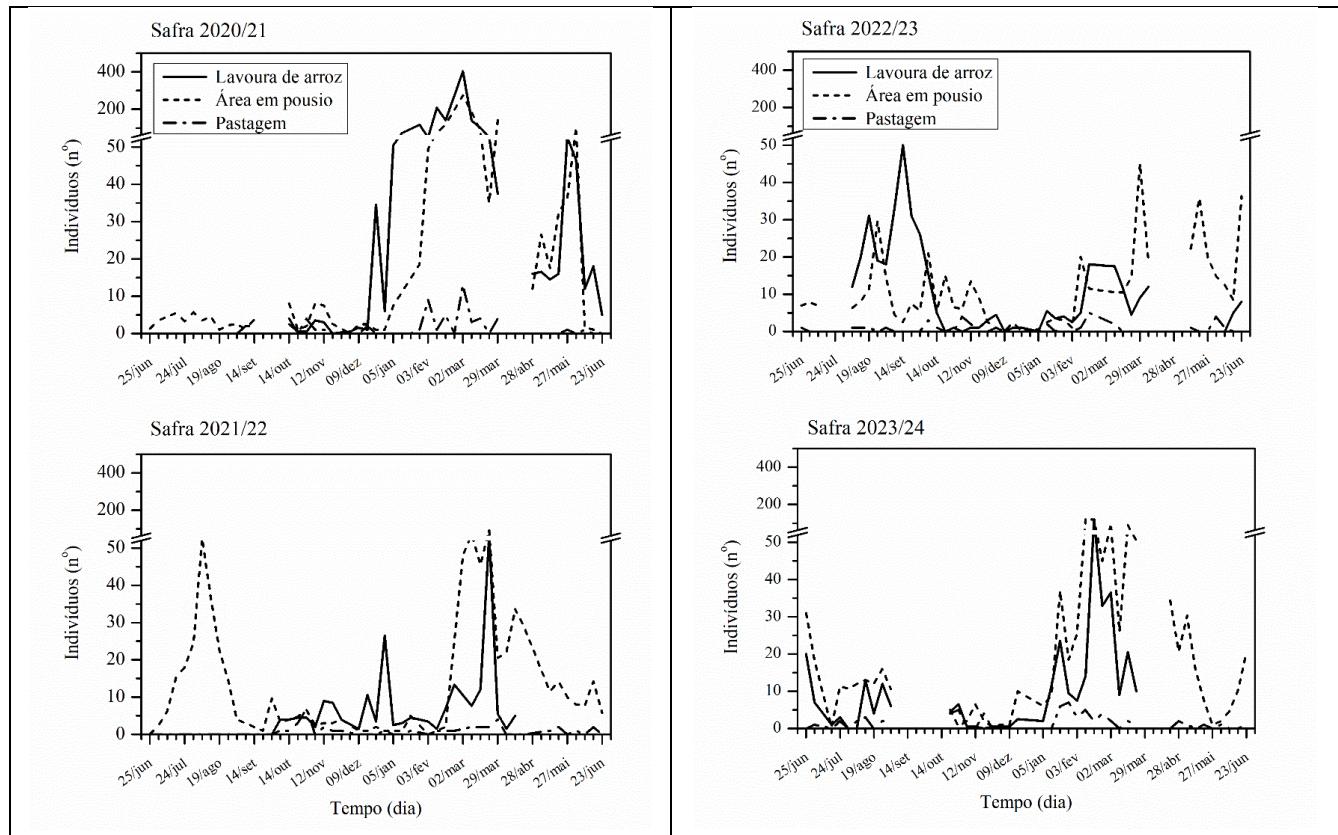 Safra 2020/21
400
200
50
40
30
20
10
0
Indivíduos (nº)
Lavoura de arroz
Área em pousio
Pastagem
25/jun 24/jul 19/ago 14/set 14/out 12/nov 09/dez 05/jan 03/fev 02/mar 29/mar 28/abr 27/mai 23/jun
Safra 2021/22
400
200
50
40
30
20
10
0
Indivíduos (nº)
25/jun 24/jul 19/ago 14/set 14/out 12/nov 09/dez 05/jan 03/fev 02/mar 29/mar 28/abr 27/mai 23/jun
Tempo (dia)
Safra 2022/23
400
200
50
40
30
20
10
0
Indivíduos (nº)
Lavoura de arroz
Área em pousio
Pastagem
25/jun 24/jul 19/ago 14/set 14/out 12/nov 09/dez 05/jan 03/fev 02/mar 29/mar 28/abr 27/mai 23/jun
Safra 2023/24
400
200
50
40
30
20
10
0
Indivíduos (nº)
25/jun 24/jul 19/ago 14/set 14/out 12/nov 09/dez 05/jan 03/fev 02/mar 29/mar 28/abr 27/mai 23/jun
Tempo (dia)